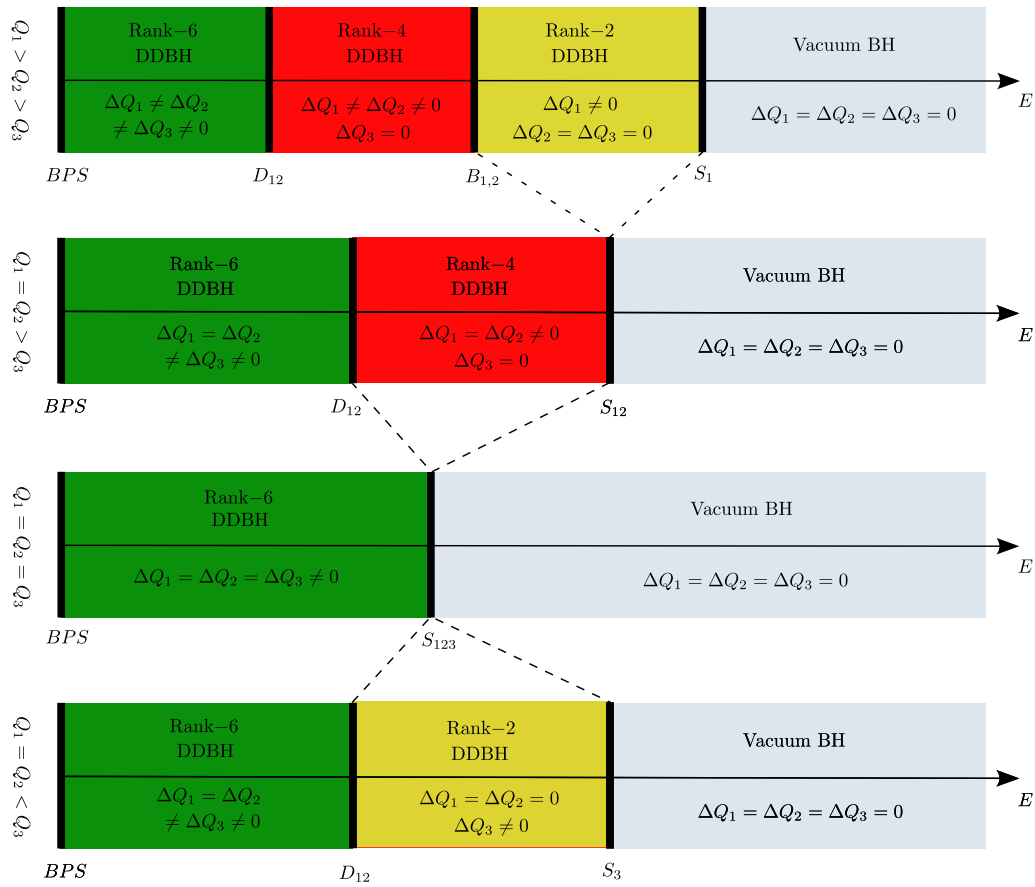 Q₁ > Q₂ > Q₃
Rank−6
DDBH
Rank−4
DDBH
Rank−2
DDBH
Vacuum BH
E
ΔQ₁ ≠ ΔQ₂
≠ ΔQ₃ ≠ 0
ΔQ₁ ≠ ΔQ₂ ≠ 0
ΔQ₃ = 0
ΔQ₁ ≠ 0
ΔQ₂ = ΔQ₃ = 0
ΔQ₁ = ΔQ₂ = ΔQ₃ = 0
BPS
D₁₂
B₁,₂
S₁
Q₁ = Q₂ > Q₃
Rank−6
DDBH
Rank−4
DDBH
Vacuum BH
E
ΔQ₁ = ΔQ₂
≠ ΔQ₃ ≠ 0
ΔQ₁ = ΔQ₂ ≠ 0
ΔQ₃ = 0
ΔQ₁ = ΔQ₂ = ΔQ₃ = 0
BPS
D₁₂
S₁₂
Q₁ = Q₂ = Q₃
Rank−6
DDBH
Vacuum BH
E
ΔQ₁ = ΔQ₂ = ΔQ₃ ≠ 0
ΔQ₁ = ΔQ₂ = ΔQ₃ = 0
BPS
S₁₂₃
Q₁ = Q₂ < Q₃
Rank−6
DDBH
Rank−2
DDBH
Vacuum BH
E
ΔQ₁ = ΔQ₂
≠ ΔQ₃ ≠ 0
ΔQ₁ = ΔQ₂ = 0
ΔQ₃ ≠ 0
ΔQ₁ = ΔQ₂ = ΔQ₃ = 0
BPS
D₁₂
S₃